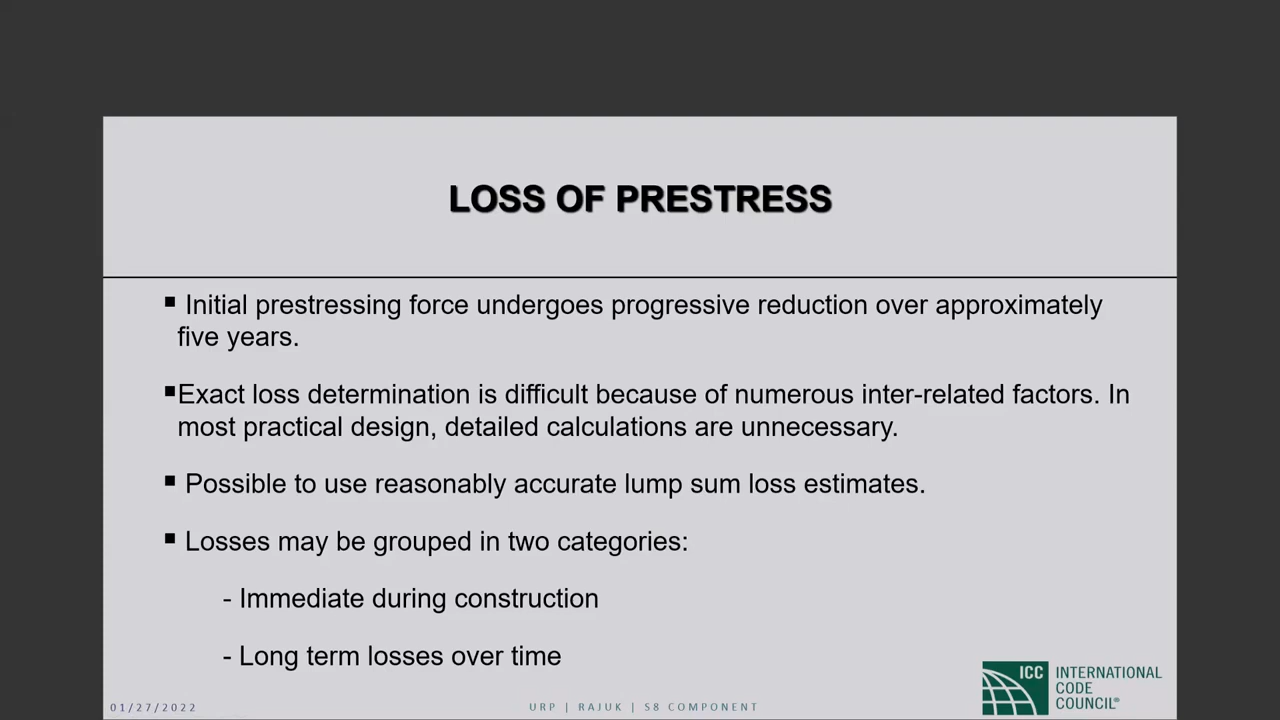 LOSS OF PRESTRESS
▪ Initial prestressing force undergoes progressive reduction over approximately
five years.
▪Exact loss determination is difficult because of numerous inter-related factors. In
most practical design, detailed calculations are unnecessary.
▪ Possible to use reasonably accurate lump sum loss estimates.
▪ Losses may be grouped in two categories:
- Immediate during construction
- Long term losses over time
ICC INTERNATIONAL
CODE
COUNCIL®
01/27/2022
URP | RAJUK | S8 COMPONENT